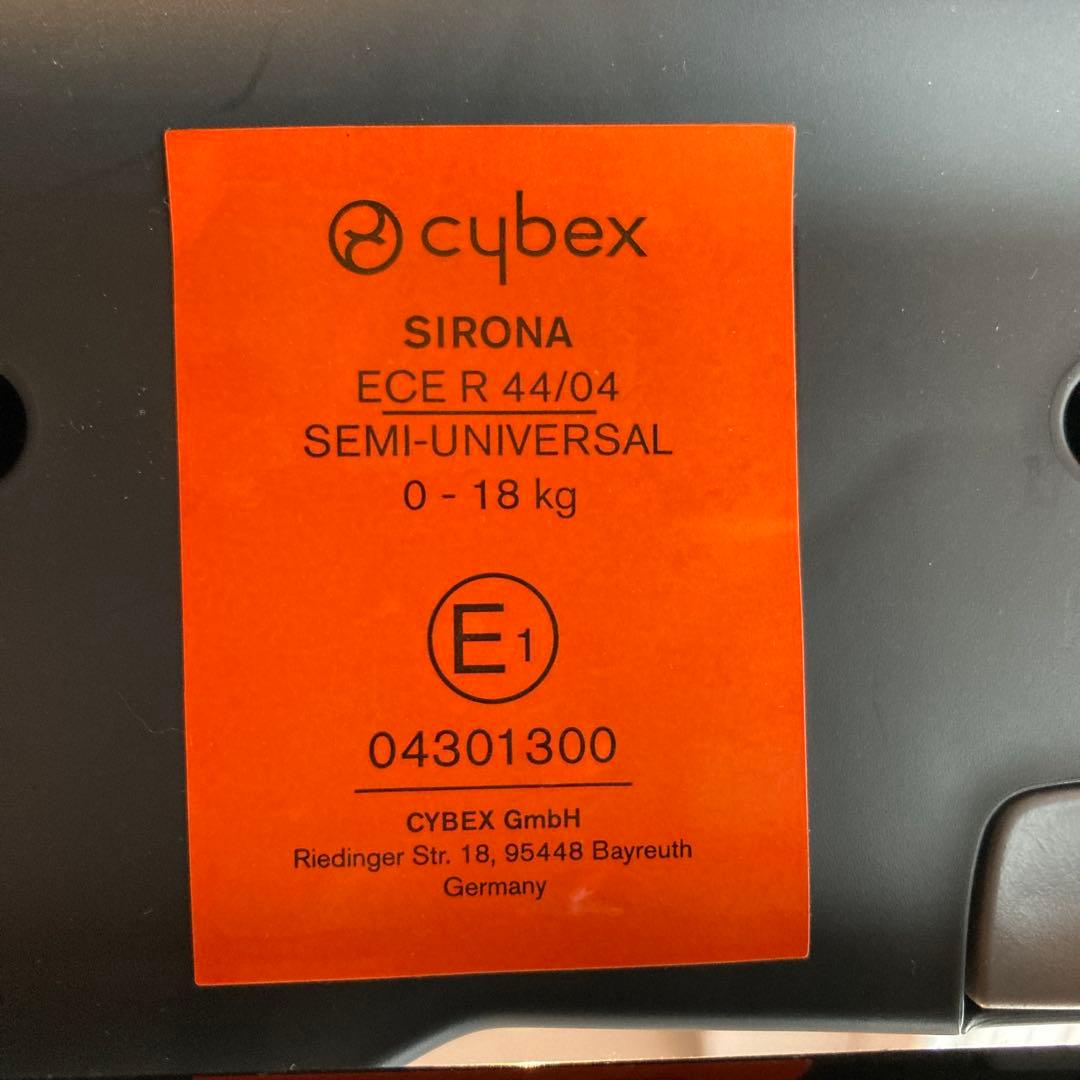 cybex
SIRONA
ECE R 44/04
SEMI-UNIVERSAL
0 - 18 kg
E1
04301300
CYBEX GmbH
Riedinger Str. 18, 95448 Bayreuth
Germany